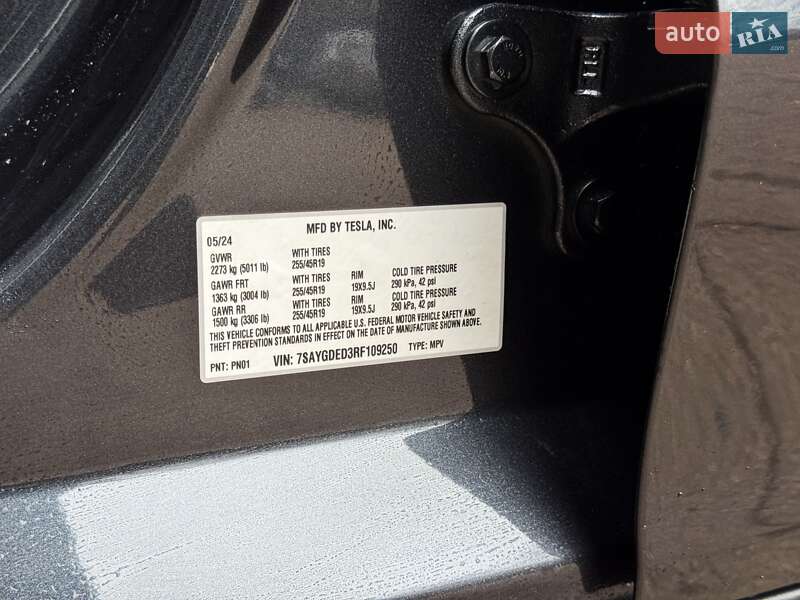 auto RIA.com
MFD BY TESLA, INC.
05/24
GVWR WITH TIRES
2273 kg (5011 lb) 255/45R19
GAWR FRT WITH TIRES RIM COLD TIRE PRESSURE
1363 kg (3004 lb) 255/45R19 19X9.5J 290 kPa, 42 psi
GAWR RR WITH TIRES RIM COLD TIRE PRESSURE
1500 kg (3306 lb) 255/45R19 19X9.5J 290 kPa, 42 psi
THIS VEHICLE CONFORMS TO ALL APPLICABLE U.S. FEDERAL MOTOR VEHICLE SAFETY AND
THEFT PREVENTION STANDARDS IN EFFECT ON THE DATE OF MANUFACTURE SHOWN ABOVE.
PNT: PN01 VIN: 7SAYGDED3RF109250 TYPE: MPV